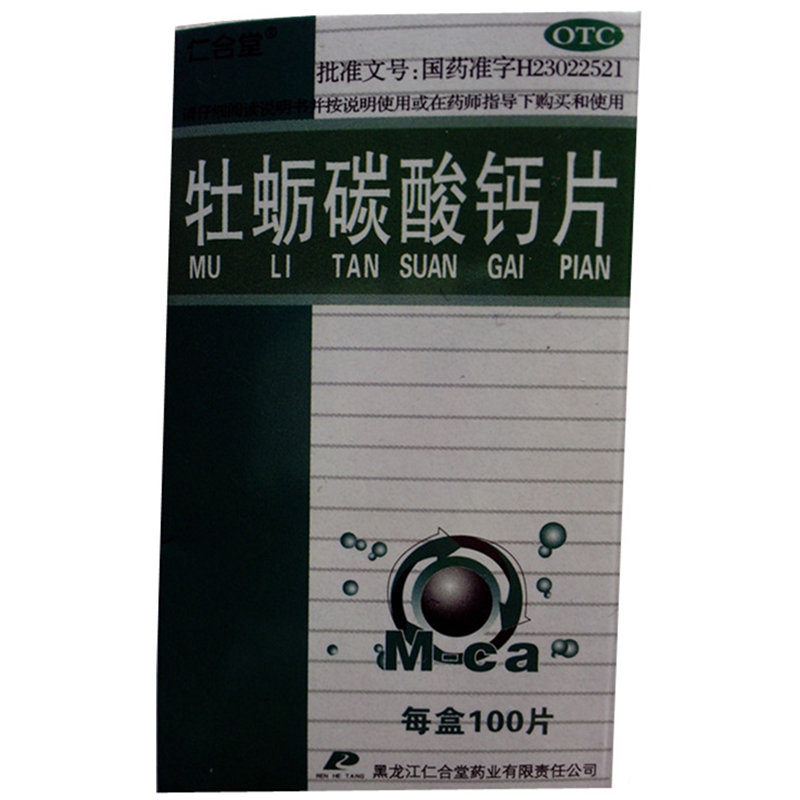 仁合堂®
OTC
批准文号:国药准字H23022521
请仔细阅读说明书并按说明使用或在药师指导下购买和使用
牡蛎碳酸钙片
MU LI TAN SUAN GAI PIAN
M-ca
每盒100片
REN HE TANG
黑龙江仁合堂药业有限责任公司